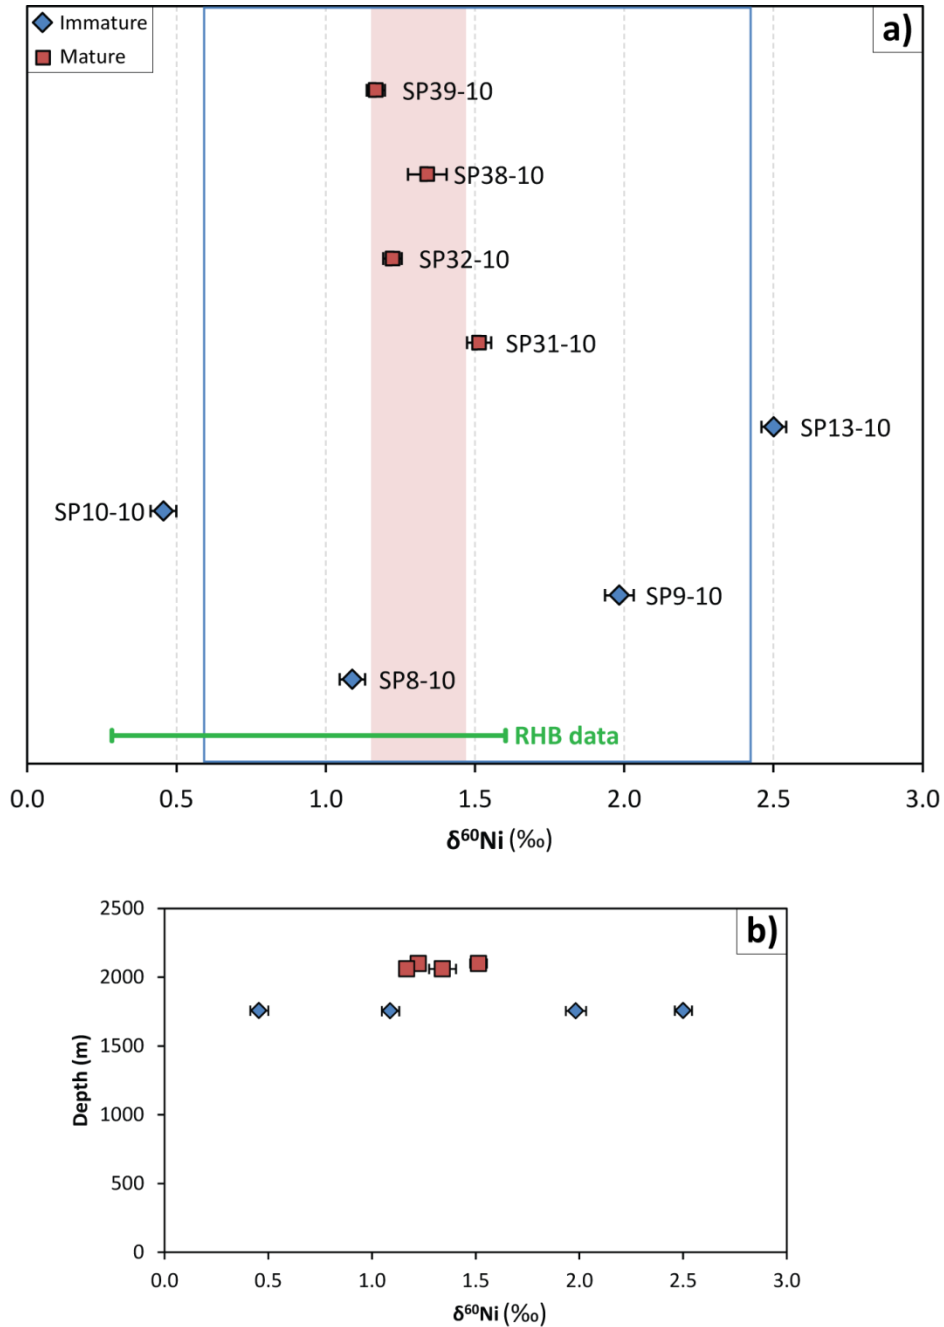 Immature
Mature
a)
SP39-10
SP38-10
SP32-10
SP31-10
SP13-10
SP10-10
SP9-10
SP8-10
RHB data
0.0 0.5 1.0 1.5 2.0 2.5 3.0
δ⁶⁰Ni (‰)
b)
2500
2000
1500
1000
500
0
Depth (m)
0.0 0.5 1.0 1.5 2.0 2.5 3.0
δ⁶⁰Ni (‰)